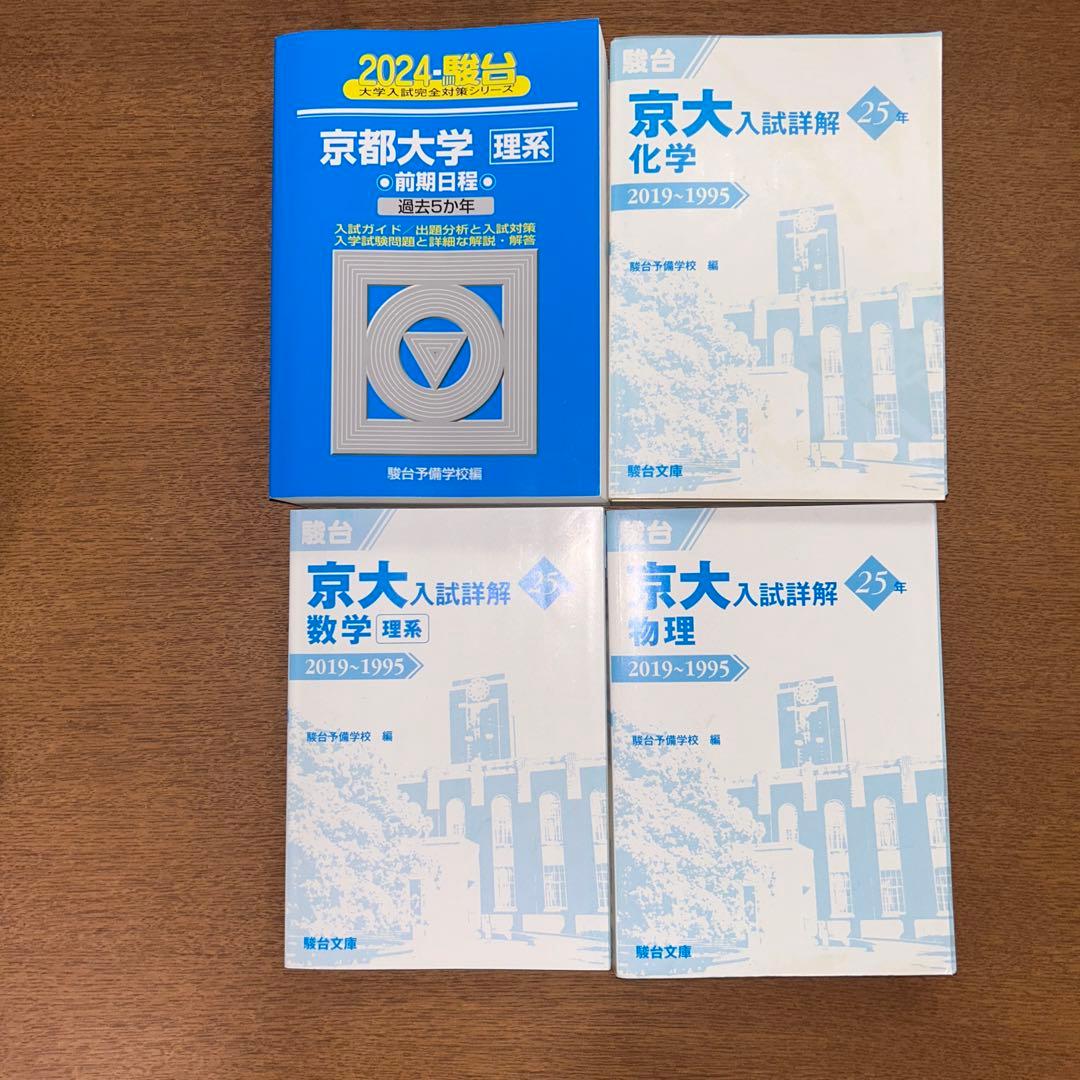 2024-駿台
大学入試完全対策シリーズ
京都大学 理系
前期日程
過去5か年
入試ガイド/出題分析と入試対策
入学試験問題と詳細な解説・解答
駿台予備学校編
駿台
京大入試詳解 25年
化学
2019~1995
駿台予備学校 編
駿台文庫
駿台
京大入試詳解 25
数学 理系
2019~1995
駿台予備学校 編
駿台文庫
駿台
京大入試詳解 25年
物理
2019~1995
駿台予備学校 編
駿台文庫